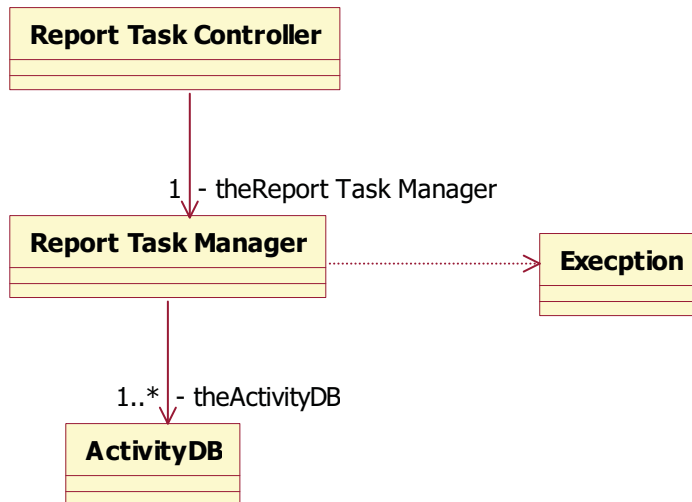 Report Task Controller
1 - theReport Task Manager
Report Task Manager
Execption
1..* - theActivityDB
ActivityDB